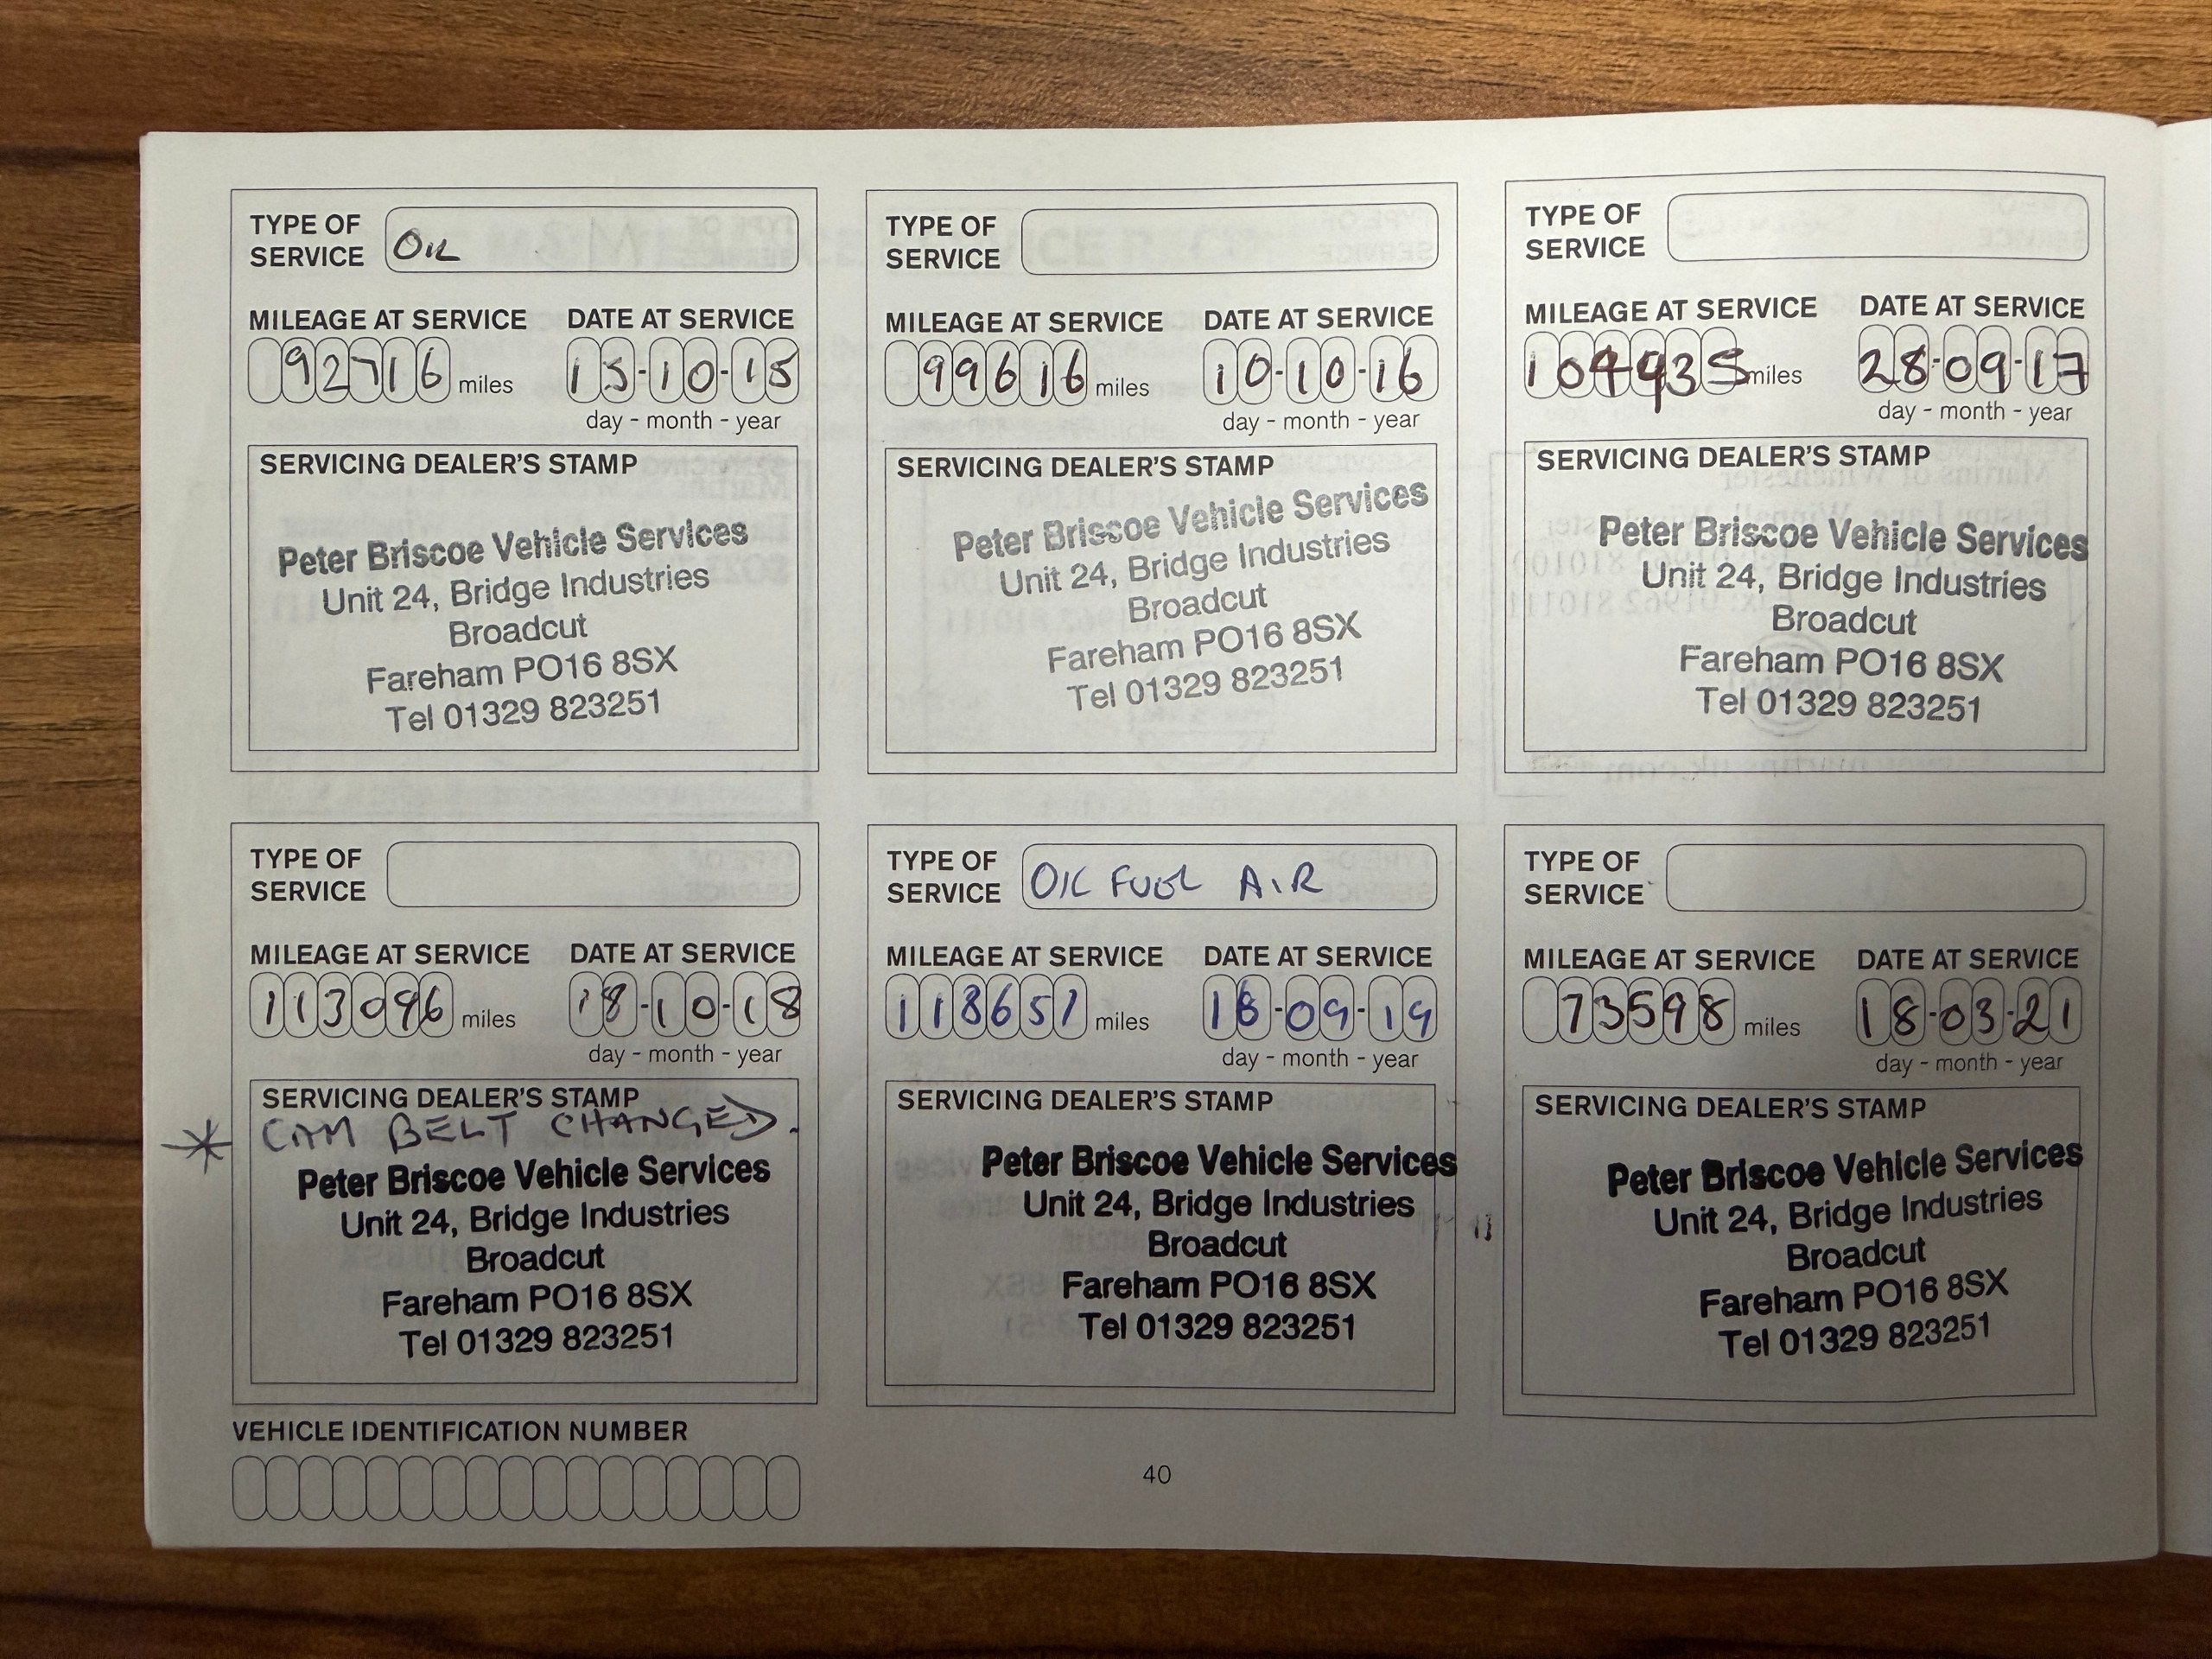 TYPE OF SERVICE OIL
MILEAGE AT SERVICE DATE AT SERVICE
92716 miles 15-10-15
day - month - year
SERVICING DEALER'S STAMP
Peter Briscoe Vehicle Services
Unit 24, Bridge Industries
Broadcut
Fareham PO16 8SX
Tel 01329 823251
TYPE OF SERVICE
MILEAGE AT SERVICE DATE AT SERVICE
99616 miles 10-10-16
day - month - year
SERVICING DEALER'S STAMP
Peter Briscoe Vehicle Services
Unit 24, Bridge Industries
Broadcut
Fareham PO16 8SX
Tel 01329 823251
TYPE OF SERVICE
MILEAGE AT SERVICE DATE AT SERVICE
miles 28-09-17
day - month - year
SERVICING DEALER'S STAMP
Peter Briscoe Vehicle Services
Unit 24, Bridge Industries
Broadcut
Fareham PO16 8SX
Tel 01329 823251
TYPE OF SERVICE
MILEAGE AT SERVICE DATE AT SERVICE
113096 miles 18-10-18
day - month - year
SERVICING DEALER'S STAMP
* CAM BELT CHANGED.
Peter Briscoe Vehicle Services
Unit 24, Bridge Industries
Broadcut
Fareham PO16 8SX
Tel 01329 823251
TYPE OF SERVICE OIL FUEL AIR
MILEAGE AT SERVICE DATE AT SERVICE
118651 miles -09-19
day - month - year
SERVICING DEALER'S STAMP
Peter Briscoe Vehicle Services
Unit 24, Bridge Industries
Broadcut
Fareham PO16 8SX
Tel 01329 823251
TYPE OF SERVICE
MILEAGE AT SERVICE DATE AT SERVICE
73598 miles 18-03-21
day - month - year
SERVICING DEALER'S STAMP
Peter Briscoe Vehicle Services
Unit 24, Bridge Industries
Broadcut
Fareham PO16 8SX
Tel 01329 823251
VEHICLE IDENTIFICATION NUMBER
40